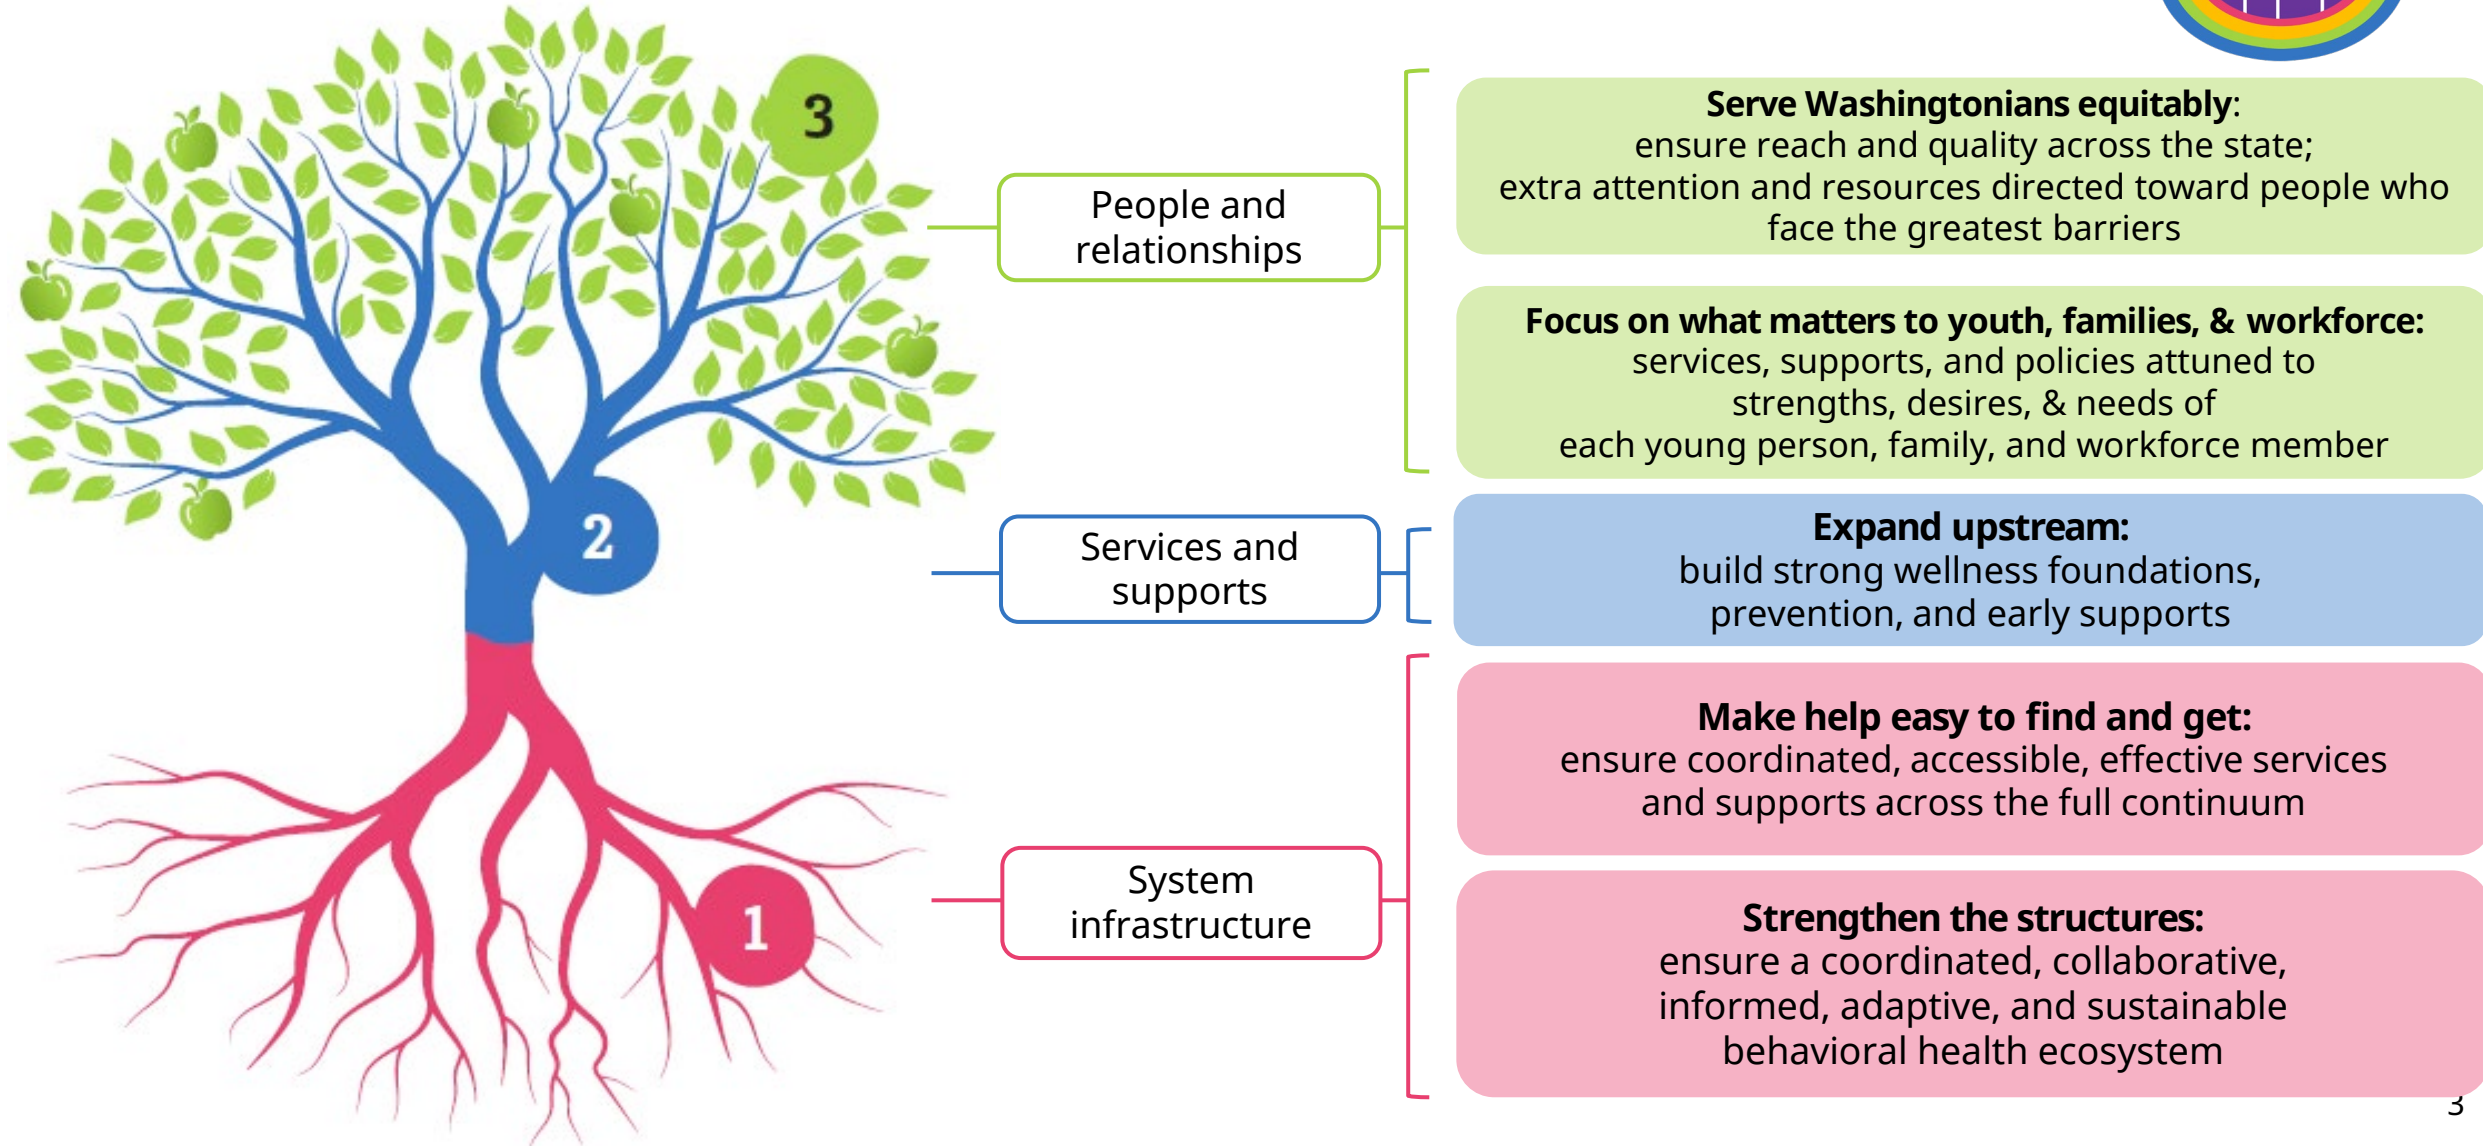 3
People and
relationships
Serve Washingtonians equitably:
ensure reach and quality across the state;
extra attention and resources directed toward people who
face the greatest barriers
Focus on what matters to youth, families, & workforce:
services, supports, and policies attuned to
strengths, desires, & needs of
each young person, family, and workforce member
2
Services and
supports
Expand upstream:
build strong wellness foundations,
prevention, and early supports
1
System
infrastructure
Make help easy to find and get:
ensure coordinated, accessible, effective services
and supports across the full continuum
Strengthen the structures:
ensure a coordinated, collaborative,
informed, adaptive, and sustainable
behavioral health ecosystem
3